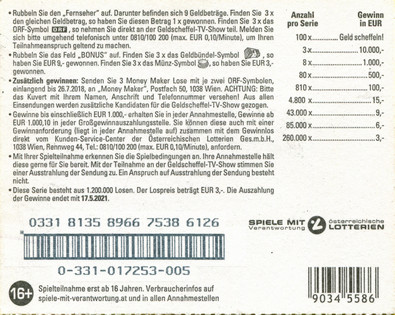 • Rubbeln Sie den „Fernseher" auf. Darunter befinden sich 9 Geldbeträge. Finden Sie 3 x
den gleichen Geldbetrag, so haben Sie diesen Betrag 1 x gewonnen. Finden Sie 3 x das
ORF-Symbol ORF, so nehmen Sie direkt an der Geldscheffel-TV-Show teil. Melden Sie
sich bitte umgehend telefonisch unter 0810/100 200 (max. EUR 0,10/Minute), um Ihren
Teilnahmeanspruch geltend zu machen.
• Rubbeln Sie das Feld „BONUS" auf. Finden Sie 3 x das Geldbündel-Symbol, so
haben Sie EUR 9,- gewonnen. Finden Sie 3 x das Münz-Symbol, so haben Sie EUR 3,-
gewonnen.
• Zusätzlich gewinnen: Senden Sie 3 Money Maker Lose mit je zwei ORF-Symbolen,
einlangend bis 26.7.2018, an „Money Maker", Postfach 50, 1038 Wien. ACHTUNG: Bitte
das Kuvert mit Ihrem Namen, Anschrift und Telefonnummer versehen! Aus allen
Einsendungen werden zusätzliche Kandidaten für die Geldscheffel-TV-Show gezogen.
• Gewinne bis einschließlich EUR 1.000,- erhalten Sie in jeder Annahmestelle, Gewinne ab
EUR 1.000,10 in jeder Gewinnauszahlungsstelle. Sie können diese auch mit einer
Gewinnanforderung (liegt in jeder Annahmestelle auf) zusammen mit dem Gewinnlos
direkt vom Kunden-Service-Center der Österreichischen Lotterien Ges.m.b.H.,
1038 Wien, Rennweg 44, Tel.: 0810/100 200 (max. EUR 0,10/Minute), anfordern.
• Mit Ihrer Spielteilnahme erkennen Sie die Spielbedingungen an. Ihre Annahmestelle hält
diese gerne für Sie bereit. Mit der Teilnahme an der Geldscheffel-TV-Show stimmen Sie
einer Ausstrahlung der Sendung zu. Ein Anspruch auf Ausstrahlung der Sendung besteht
nicht.
• Diese Serie besteht aus 1.200.000 Losen. Der Lospreis beträgt EUR 3,-. Die Auszahlung
der Gewinne endet mit 17.5.2021.
Anzahl pro Serie Gewinn in EUR
100 x Geld scheffeln!
3 x 10.000,-
8 x 1.000,-
80 x 500,-
810 x 100,-
4.800 x 15,-
43.000 x 9,-
85.000 x 6,-
260.000 x 3,-
0331 8135 8966 7538 6126
0-331-017253-005
SPIELE MIT
Verantwortung
österreichische
LOTTERIEN
16+
Spielteilnahme erst ab 16 Jahren. Verbraucherinfos auf
spiele-mit-verantwortung.at und in allen Annahmestellen
9034 5586